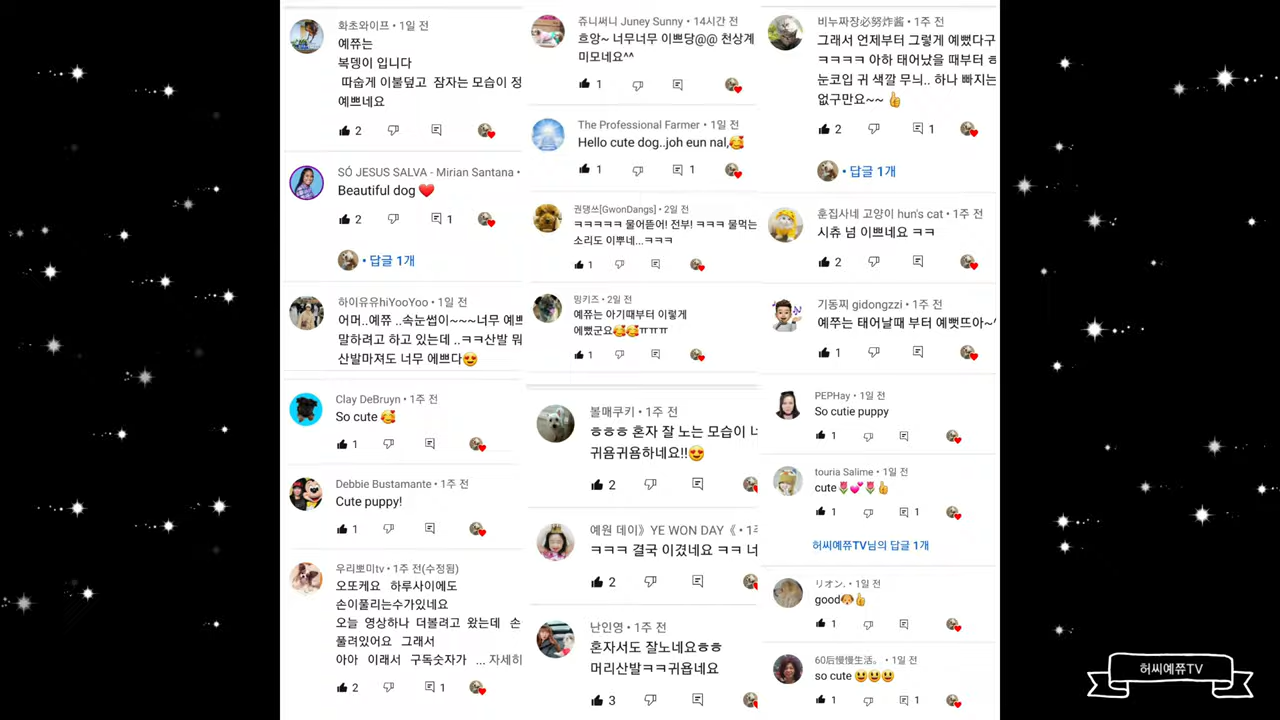 화초와이프 • 1일 전
예쮸는
복뎅이 입니다
따숩게 이불덮고 잠자는 모습이 정
예쁘네요
2
SÓ JESUS SALVA - Mirian Santana •
Beautiful dog ❤️
2 1
• 답글 1개
하이유유hiYooYoo • 1일 전
어머..예쮸 ..속눈썹이~~~너무 예쁘
말하려고 하고 있는데 ..ㅋㅋ산발 뭐
산발마져도 너무 에쁘다😍
Clay DeBruyn • 1주 전
So cute 🥰
1
Debbie Bustamante • 1주 전
Cute puppy!
1
우리뽀미tv • 1주 전(수정됨)
오또케요 하루사이에도
손이풀리는수가있네요
오늘 영상하나 더볼려고 왔는데 손
풀려있어요 그래서
아아 이래서 구독숫자가 ... 자세히
2 1
쥬니써니 Juney Sunny • 14시간 전
흐앙~ 너무너무 이쁘당@@ 천상계
미모네요^^
1
The Professional Farmer • 1일 전
Hello cute dog..joh eun nal,🥰
1 1
권댕쓰[GwonDangs] • 2일 전
ㅋㅋㅋㅋㅋ 물어뜯어! 전부! ㅋㅋㅋ 물먹는
소리도 이뿌네...ㅋㅋㅋ
1
밍키즈 • 2일 전
예쮸는 아기때부터 이렇게
예뻤군요🥰🥰ㅠㅠㅠ
1
볼매쿠키 • 1주 전
ㅎㅎㅎ 혼자 잘 노는 모습이 너
귀욤귀욤하네요!!😍
2
예원 데이》YE WON DAY《 • 1주
ㅋㅋㅋ 결국 이겼네요 ㅋㅋ 너
2
난인영 • 1주 전
혼자서도 잘노네요ㅎㅎ
머리산발ㅋㅋ귀욥네요
3
비누짜장必努炸酱 • 1주 전
그래서 언제부터 그렇게 예뻤다구
ㅋㅋㅋㅋ 아하 태어났을 때부터 ㅎ
눈코입 귀 색깔 무늬.. 하나 빠지는
없구만요~~ 👍
2 1
• 답글 1개
훈집사네 고양이 hun's cat • 1주 전
시츄 넘 이쁘네요 ㅋㅋ
2
기동찌 gidongzzi • 1주 전
예쭈는 태어날때 부터 예뻣뜨아~^
1
PEPHay • 1일 전
So cutie puppy
1
touria Salime • 1일 전
cute🌷💕🌷👍
1 1
허씨예쮸TV님의 답글 1개
リオン. • 1일 전
good🐶👍
1
60后慢慢生活。 • 1일 전
so cute 😃😃😃
1 1
허씨예쮸TV